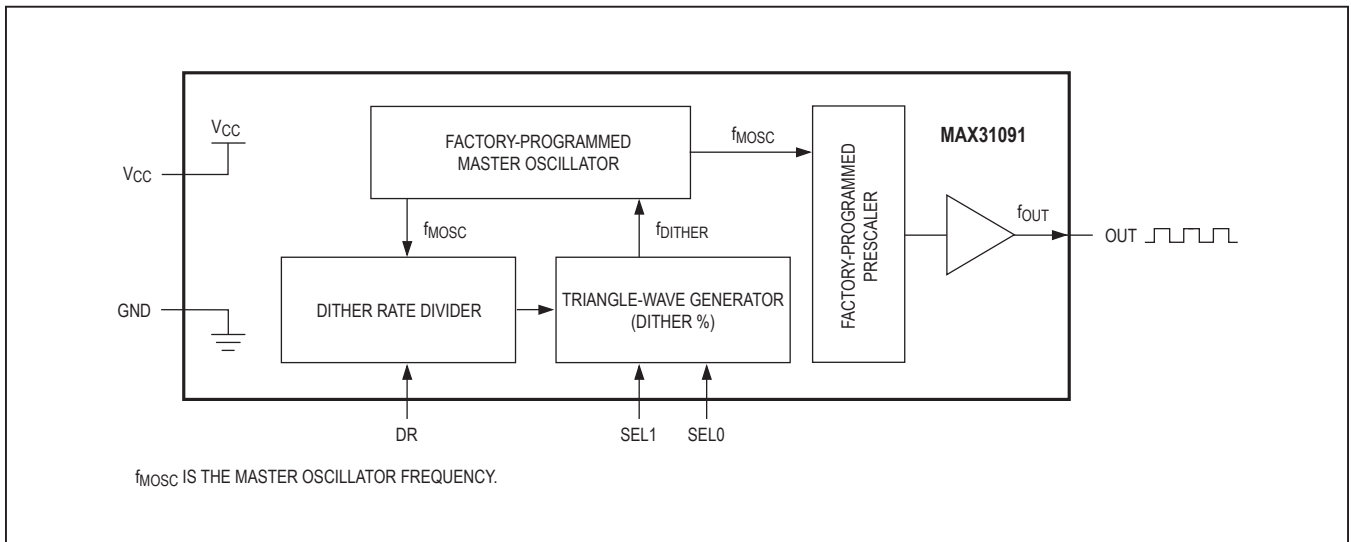 VCC
VCC
GND
FACTORY-PROGRAMMED
MASTER OSCILLATOR
fMOSC
fMOSC
fDITHER
DITHER RATE DIVIDER
TRIANGLE-WAVE GENERATOR
(DITHER %)
FACTORY-PROGRAMMED
PRESCALER
MAX31091
fOUT
OUT
DR
SEL1
SEL0
fMOSC IS THE MASTER OSCILLATOR FREQUENCY.